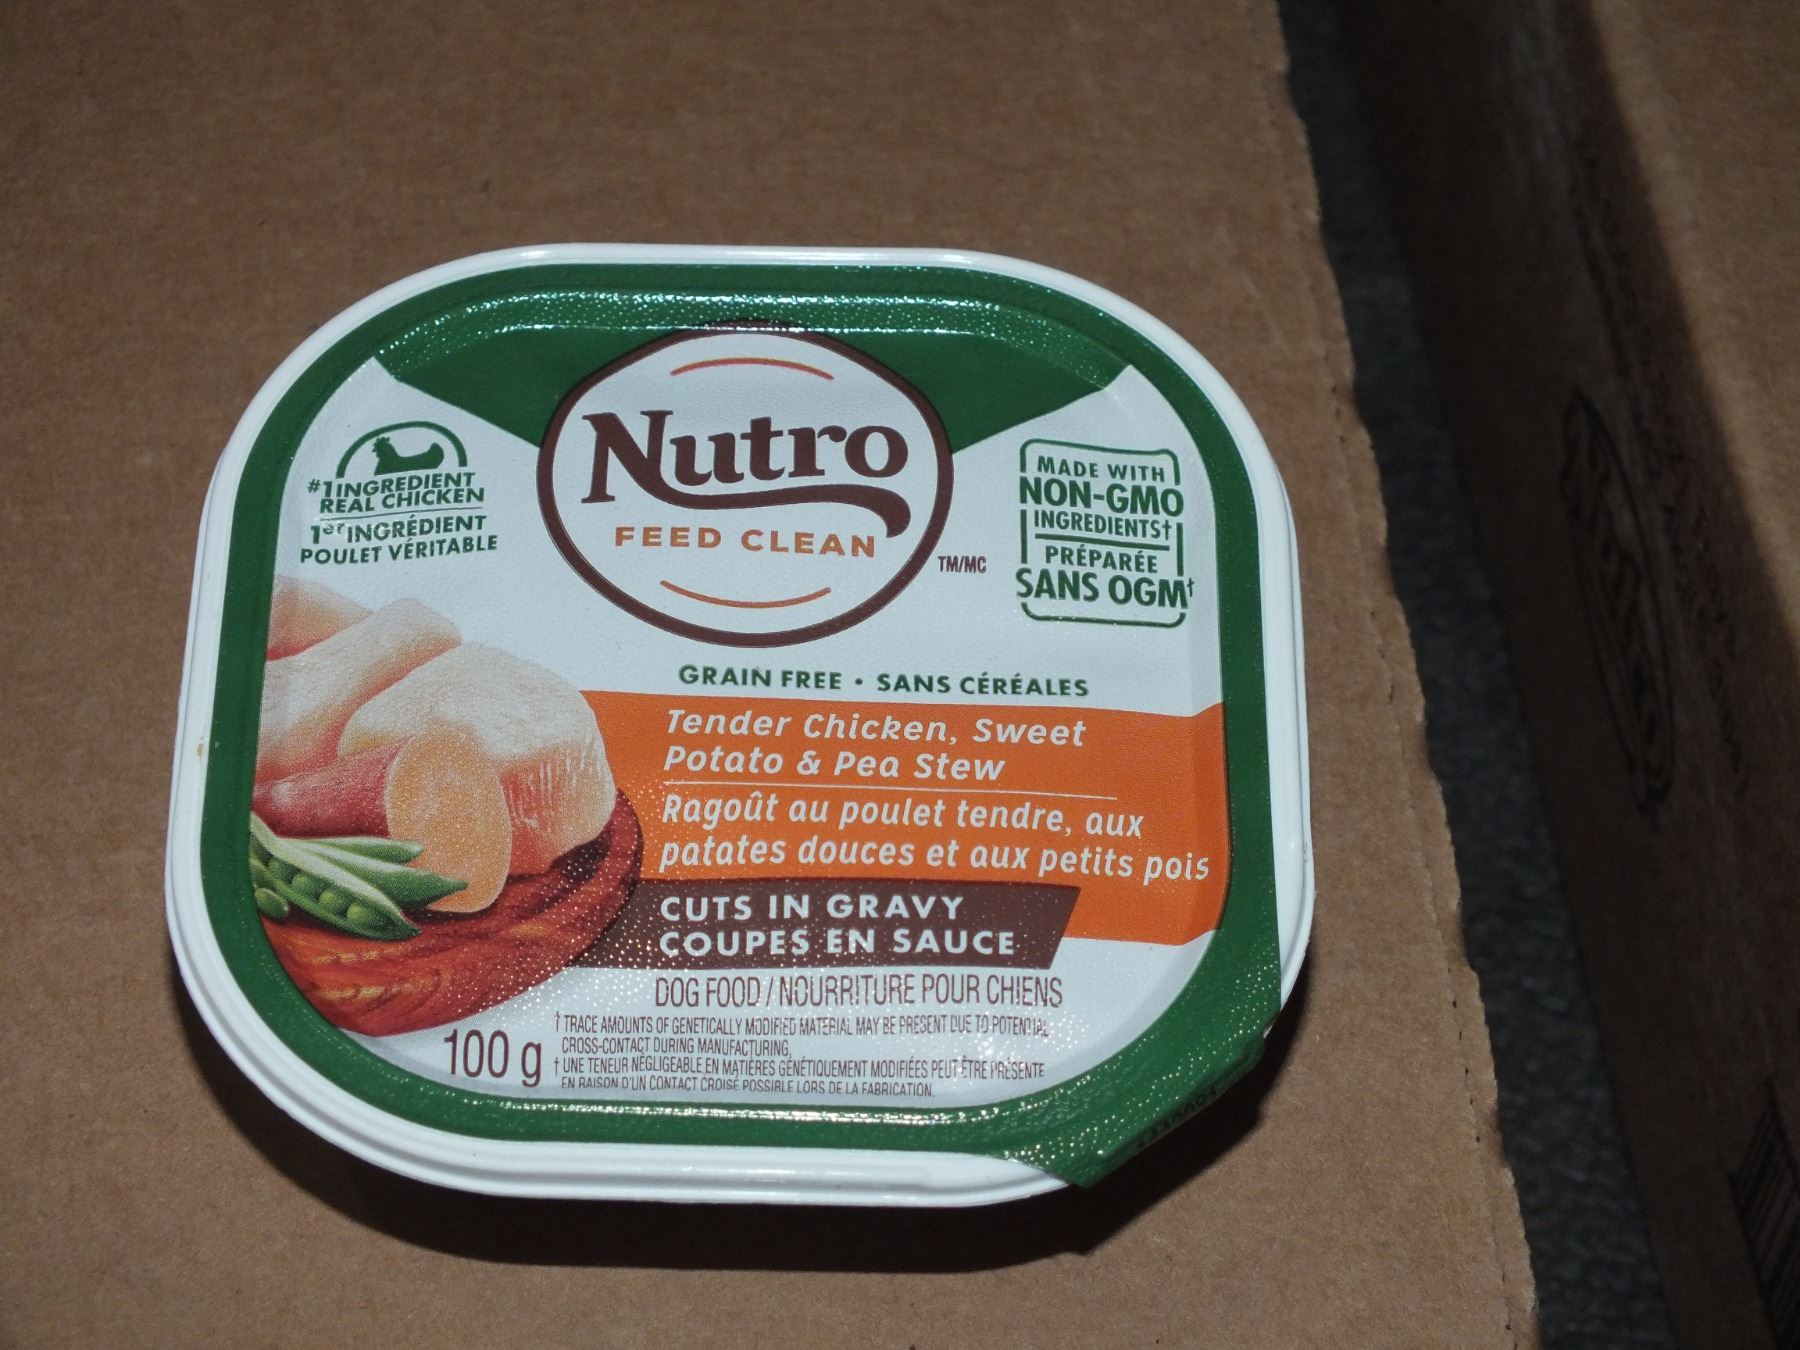 Nutro
FEED CLEAN
TM/MC
#1 INGREDIENT
REAL CHICKEN
1er INGRÉDIENT
POULET VÉRITABLE
MADE WITH
NON-GMO
INGREDIENTS†
PRÉPARÉE
SANS OGM†
GRAIN FREE • SANS CÉRÉALES
Tender Chicken, Sweet
Potato & Pea Stew
Ragoût au poulet tendre, aux
patates douces et aux petits pois
CUTS IN GRAVY
COUPES EN SAUCE
DOG FOOD / NOURRITURE POUR CHIENS
100 g
† TRACE AMOUNTS OF GENETICALLY MODIFIED MATERIAL MAY BE PRESENT DUE TO POTENTIAL
CROSS-CONTACT DURING MANUFACTURING.
† UNE TENEUR NÉGLIGEABLE EN MATIÈRES GÉNÉTIQUEMENT MODIFIÉES PEUT ÊTRE PRÉSENTE
EN RAISON D'UN CONTACT CROISÉ POSSIBLE LORS DE LA FABRICATION.